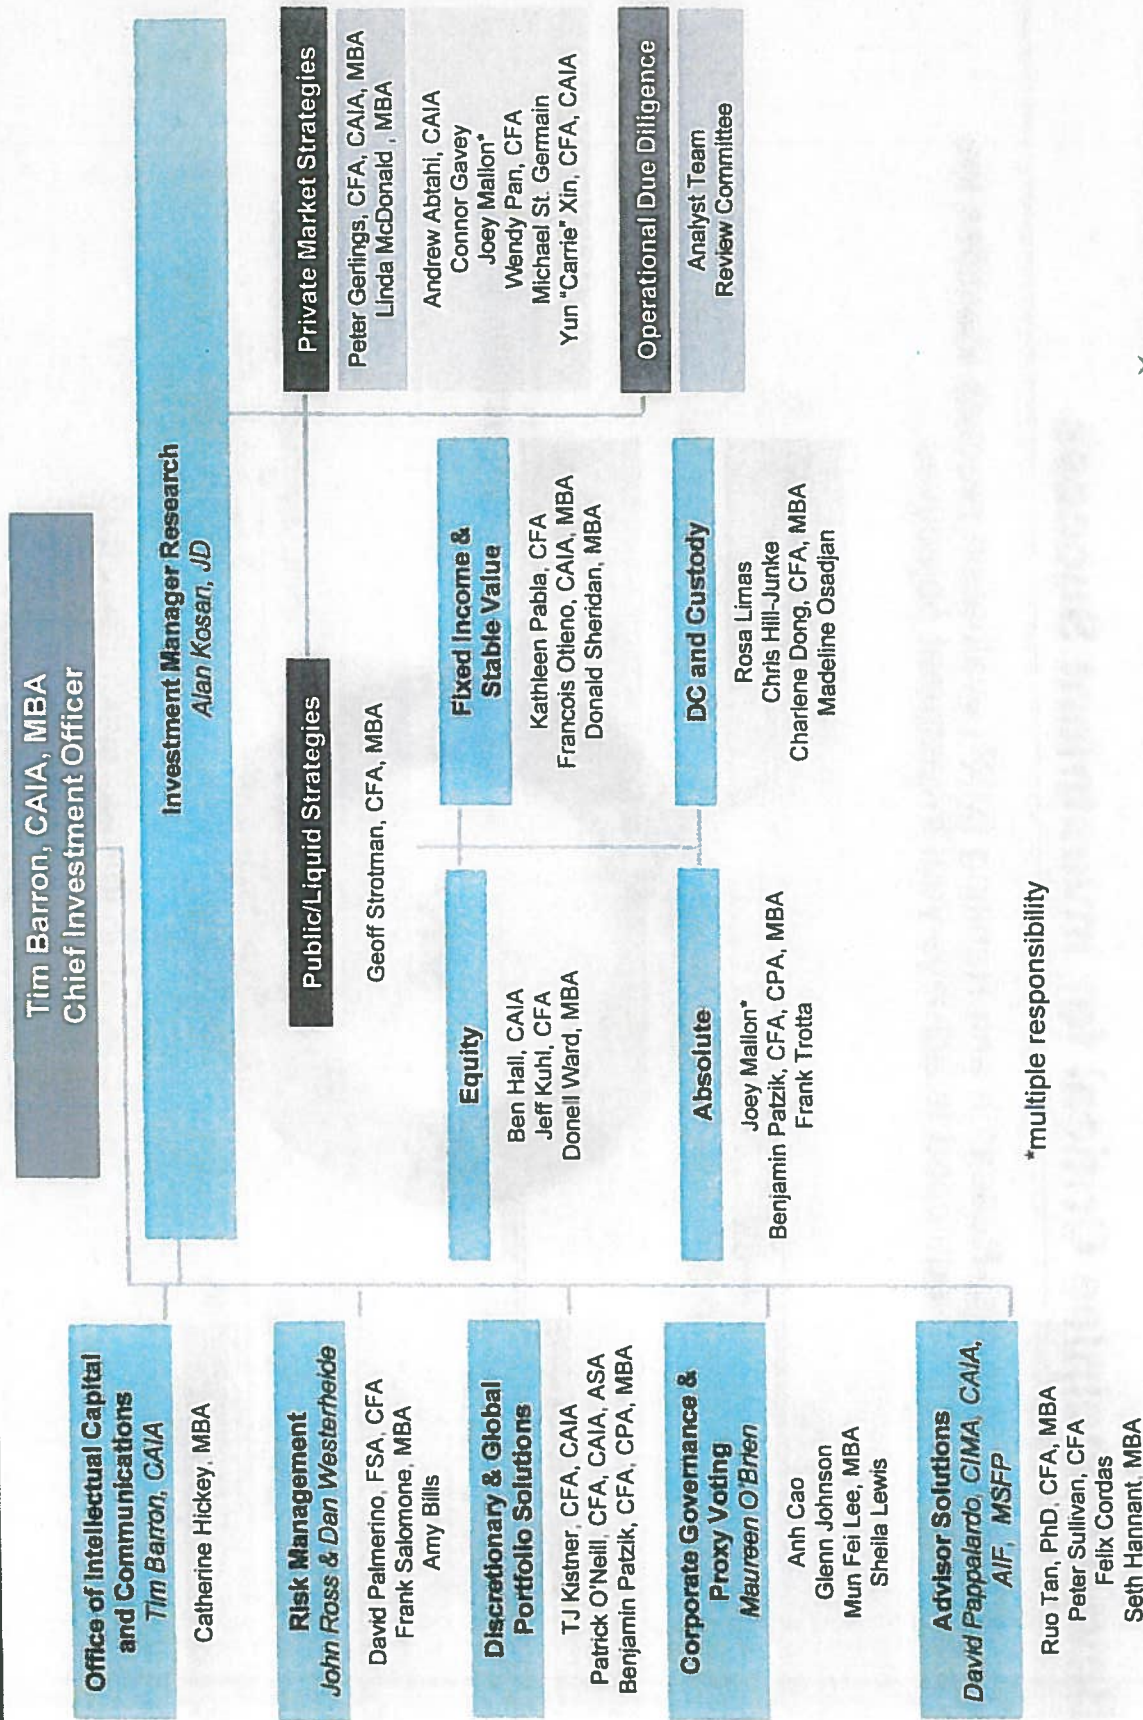 Tim Barron, CAIA, MBA
Chief Investment Officer
Office of Intellectual Capital
and Communications
Tim Barron, CAIA
Catherine Hickey, MBA
Risk Management
John Ross & Dan Westerheide
David Palmerino, FSA, CFA
Frank Salomone, MBA
Amy Bills
Discretionary & Global
Portfolio Solutions
TJ Kistner, CFA, CAIA
Patrick O'Neill, CFA, CAIA, ASA
Benjamin Patzik, CFA, CPA, MBA
Corporate Governance &
Proxy Voting
Maureen O'Brien
Anh Cao
Glenn Johnson
Mun Fei Lee, MBA
Sheila Lewis
Advisor Solutions
David Pappalardo, CIMA, CAIA,
AIF, MSFP
Ruo Tan, PhD, CFA, MBA
Peter Sullivan, CFA
Felix Cordas
Seth Hannant, MBA
Investment Manager Research
Alan Kosan, JD
Public/Liquid Strategies
Geoff Strotman, CFA, MBA
Equity
Ben Hall, CAIA
Jeff Kuhl, CFA
Donell Ward, MBA
Fixed Income &
Stable Value
Kathleen Pabla, CFA
Francois Otieno, CAIA, MBA
Donald Sheridan, MBA
Absolute
Joey Mallon*
Benjamin Patzik, CFA, CPA, MBA
Frank Trotta
DC and Custody
Rosa Limas
Chris Hill-Junke
Charlene Dong, CFA, MBA
Madeline Osadjan
Private Market Strategies
Peter Gerlings, CFA, CAIA, MBA
Linda McDonald , MBA
Andrew Abtahi, CAIA
Connor Gavey
Joey Mallon*
Wendy Pan, CFA
Michael St. Germain
Yun "Carrie" Xin, CFA, CAIA
Operational Due Diligence
Analyst Team
Review Committee
*multiple responsibility